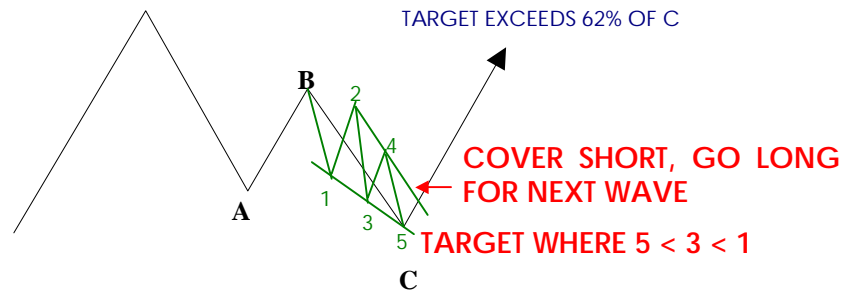 TARGET EXCEEDS 62% OF C
B
2
4
COVER SHORT, GO LONG
FOR NEXT WAVE
1
A
3
5
TARGET WHERE 5 < 3 < 1
C